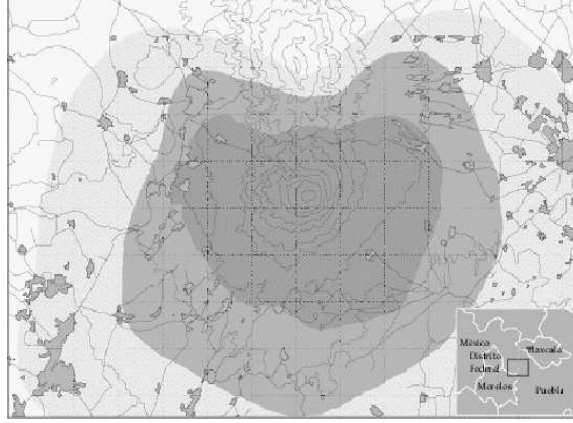 México
Distrito
Federal
Tlaxcala
Morelos
Puebla